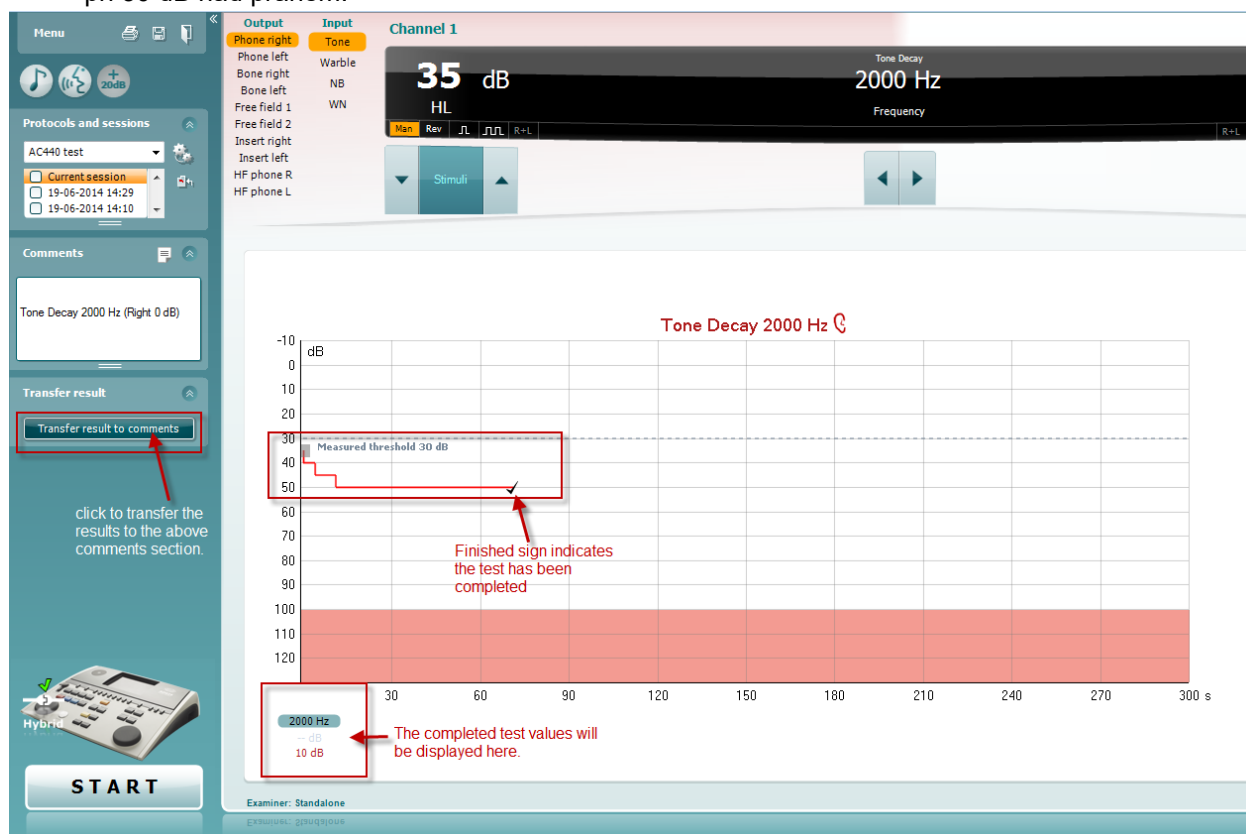 při 30 dB nad prahem.
Menu
+
20dB
Protocols and sessions
AC440 test
Current session
19-06-2014 14:29
19-06-2014 14:10
Comments
Tone Decay 2000 Hz (Right 0 dB)
Transfer result
Transfer result to comments
click to transfer the
results to the above
comments section.
Hybrid
START
Output
Phone right
Phone left
Bone right
Bone left
Free field 1
Free field 2
Insert right
Insert left
HF phone R
HF phone L
Input
Tone
Warble
NB
WN
Channel 1
35 dB
HL
Man Rev R+L
Tone Decay
2000 Hz
Frequency
R+L
Stimuli
Tone Decay 2000 Hz
dB
-10
0
10
20
30
40
50
60
70
80
90
100
110
120
Measured threshold 30 dB
Finished sign indicates
the test has been
completed
30 60 90 120 150 180 210 240 270 300 s
2000 Hz
-- dB
10 dB
The completed test values will
be displayed here.
Examiner: Standalone